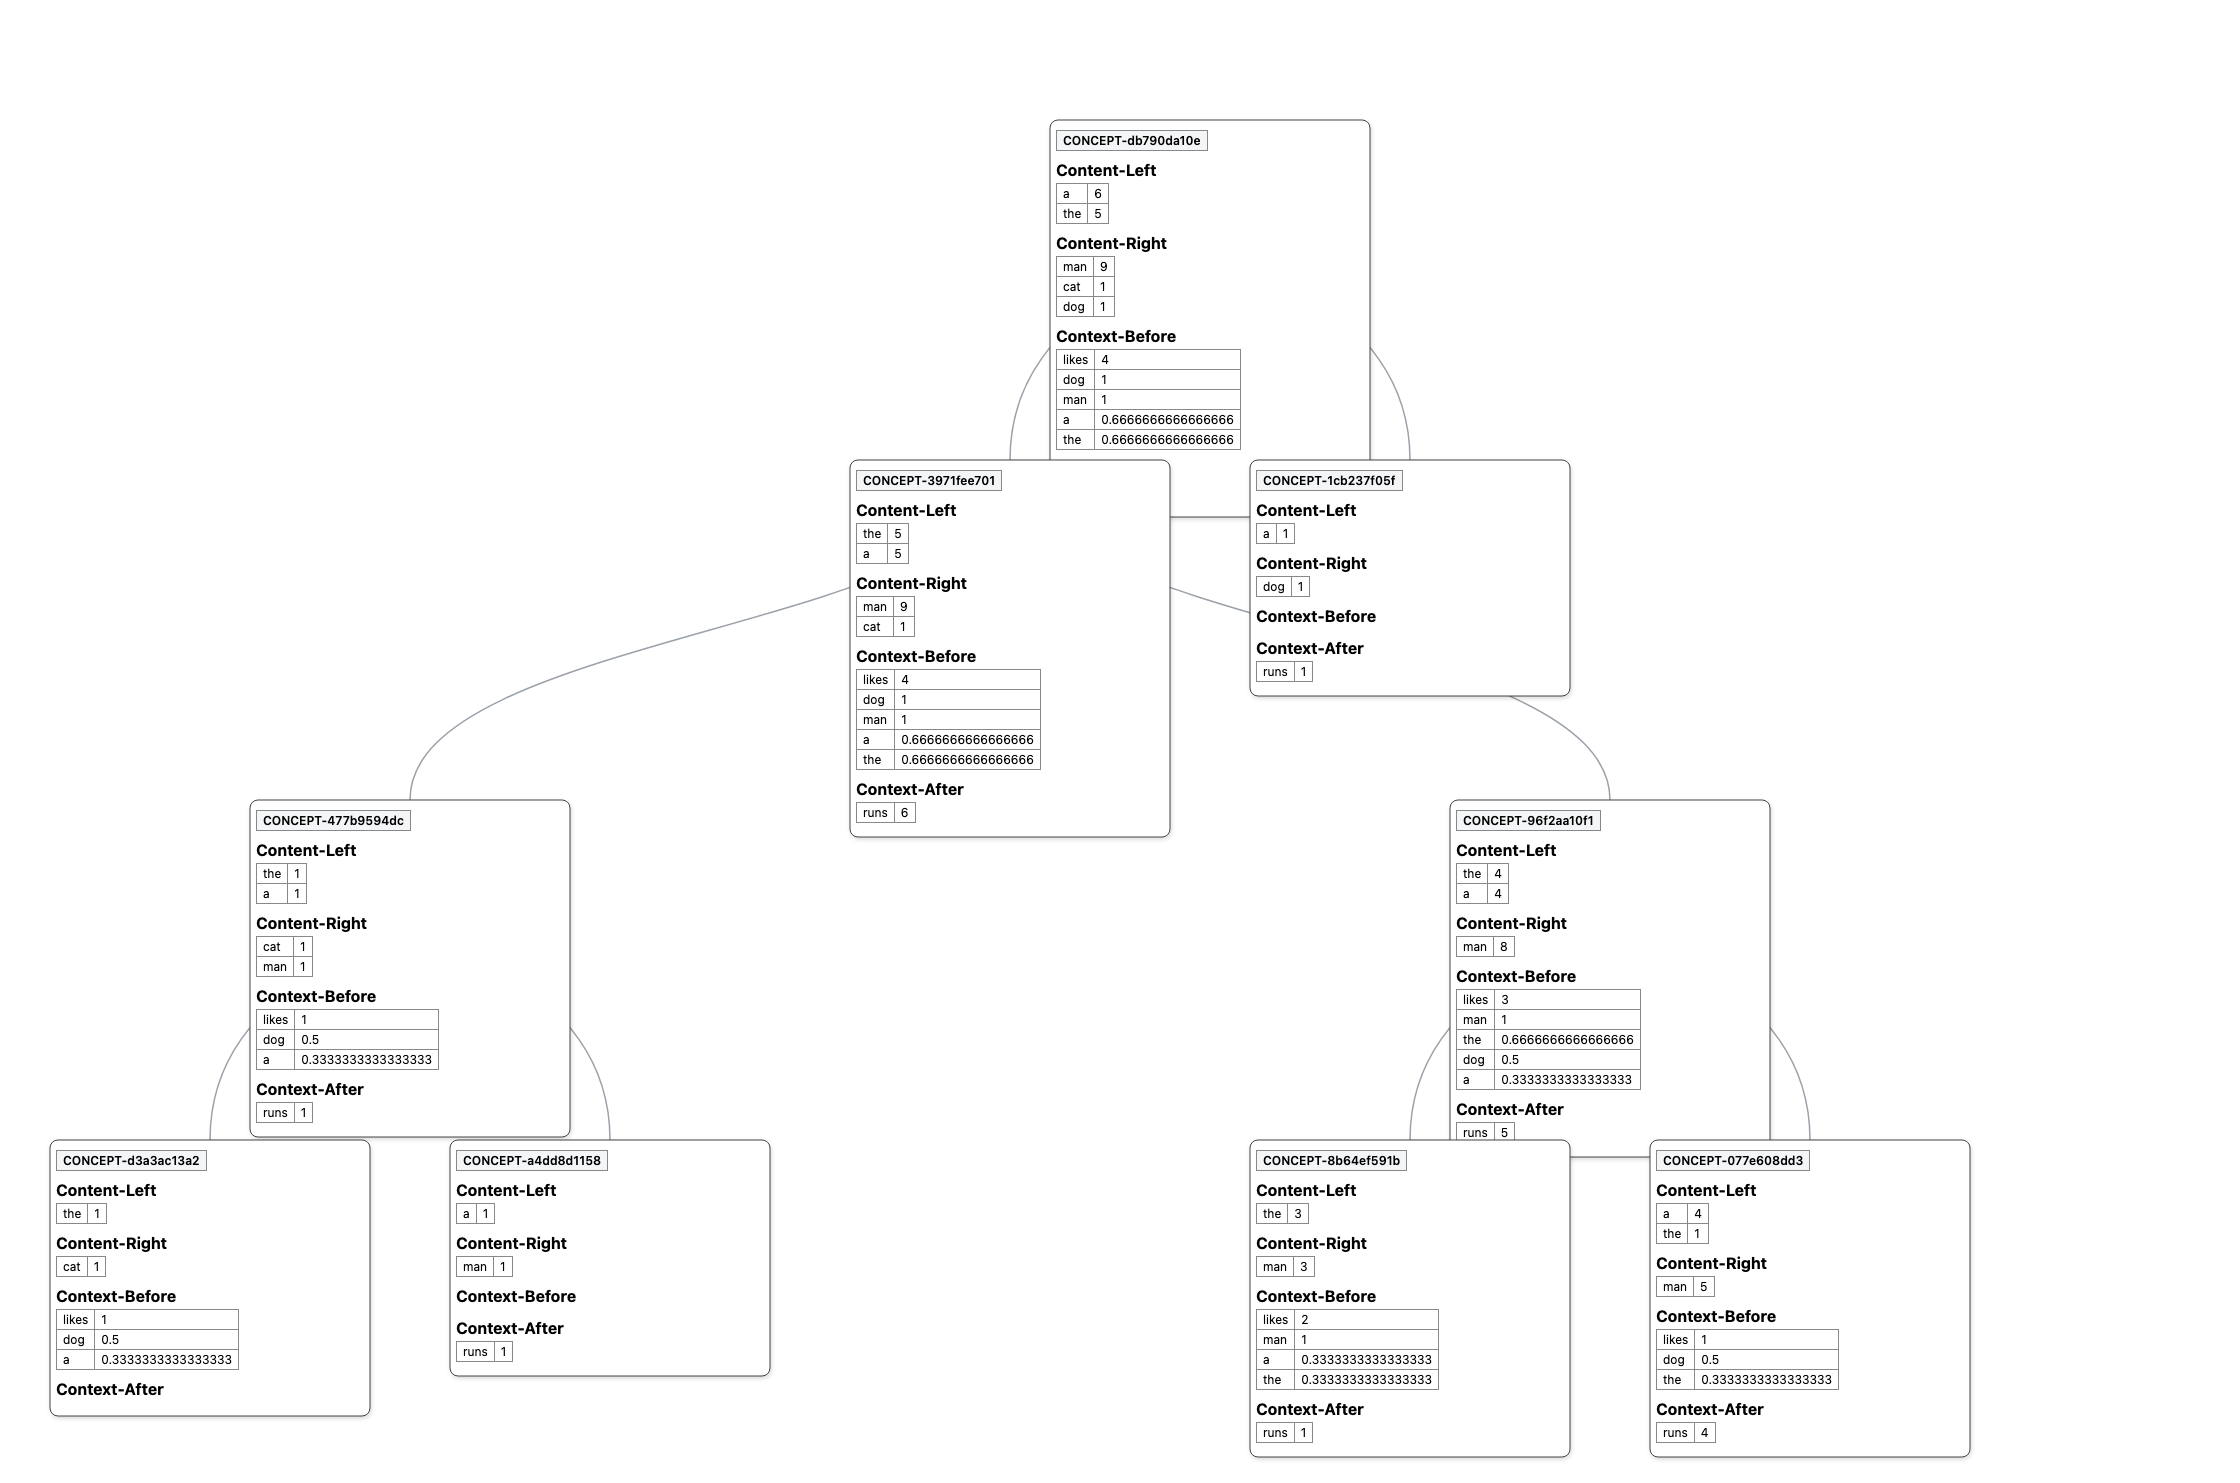 CONCEPT-db790da10e
Content-Left
a 6
the 5
Content-Right
man 9
cat 1
dog 1
Context-Before
likes 4
dog 1
man 1
a 0.6666666666666666
the 0.6666666666666666
CONCEPT-3971fee701
Content-Left
the 5
a 5
Content-Right
man 9
cat 1
Context-Before
likes 4
dog 1
man 1
a 0.6666666666666666
the 0.6666666666666666
Context-After
runs 6
CONCEPT-1cb237f05f
Content-Left
a 1
Content-Right
dog 1
Context-Before
Context-After
runs 1
CONCEPT-477b9594dc
Content-Left
the 1
a 1
Content-Right
cat 1
man 1
Context-Before
likes 1
dog 0.5
a 0.3333333333333333
Context-After
runs 1
CONCEPT-96f2aa10f1
Content-Left
the 4
a 4
Content-Right
man 8
Context-Before
likes 3
man 1
the 0.6666666666666666
dog 0.5
a 0.3333333333333333
Context-After
runs 5
CONCEPT-d3a3ac13a2
Content-Left
the 1
Content-Right
cat 1
Context-Before
likes 1
dog 0.5
a 0.3333333333333333
Context-After
CONCEPT-a4dd8d1158
Content-Left
a 1
Content-Right
man 1
Context-Before
Context-After
runs 1
CONCEPT-8b64ef591b
Content-Left
the 3
Content-Right
man 3
Context-Before
likes 2
man 1
a 0.3333333333333333
the 0.3333333333333333
Context-After
runs 1
CONCEPT-077e608dd3
Content-Left
a 4
the 1
Content-Right
man 5
Context-Before
likes 1
dog 0.5
the 0.3333333333333333
Context-After
runs 4